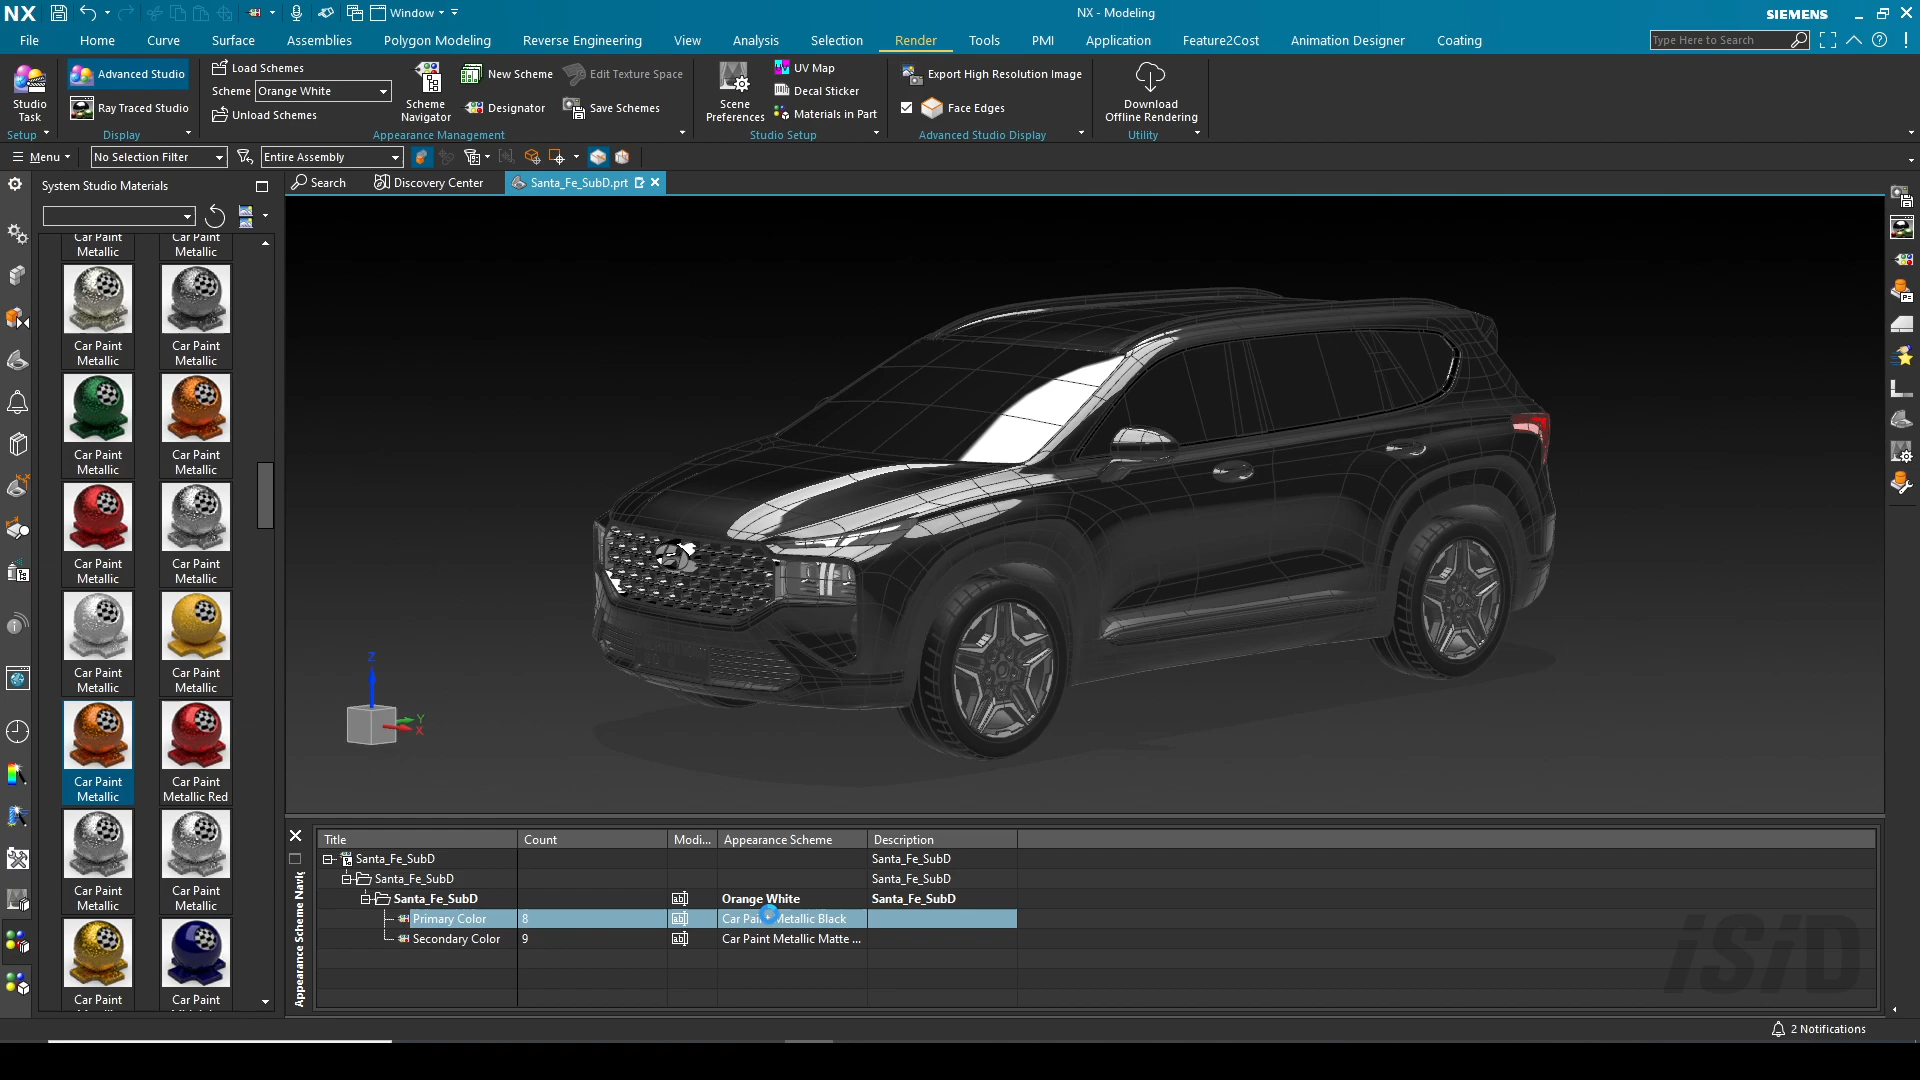 NX
Window
NX - Modeling
SIEMENS
File
Home
Curve
Surface
Assemblies
Polygon Modeling
Reverse Engineering
View
Analysis
Selection
Render
Tools
PMI
Application
Feature2Cost
Animation Designer
Coating
Type Here to Search
Studio
Task
Setup
Advanced Studio
Ray Traced Studio
Display
Load Schemes
Scheme Orange White
Unload Schemes
Scheme
Navigator
New Scheme
Designator
Edit Texture Space
Save Schemes
Appearance Management
Scene
Preferences
UV Map
Decal Sticker
Materials in Part
Studio Setup
Export High Resolution Image
Face Edges
Advanced Studio Display
Download
Offline Rendering
Utility
Menu
No Selection Filter
Entire Assembly
System Studio Materials
Search
Discovery Center
Santa_Fe_SubD.prt
Car Paint Metallic
Car Paint Metallic
Car Paint Metallic
Car Paint Metallic
Car Paint Metallic
Car Paint Metallic
Car Paint Metallic
Car Paint Metallic
Car Paint Metallic
Car Paint Metallic
Car Paint Metallic
Car Paint Metallic Red
Car Paint Metallic
Car Paint Metallic
Car Paint
Car Paint
Z
Y
X
Appearance Scheme Navig
Title Count Modi... Appearance Scheme Description
Santa_Fe_SubD Santa_Fe_SubD
Santa_Fe_SubD Santa_Fe_SubD
Santa_Fe_SubD Orange White Santa_Fe_SubD
Primary Color 8 Car Paint Metallic Black
Secondary Color 9 Car Paint Metallic Matte ...
iSiD
2 Notifications